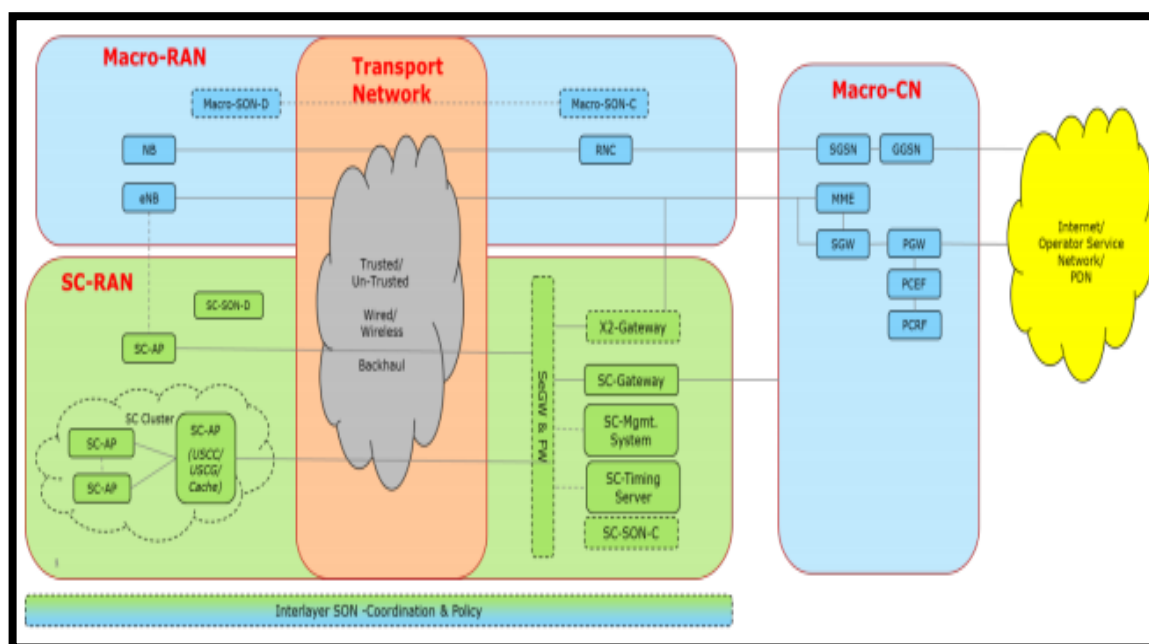 Macro-RAN
Transport
Network
Macro-SON-D
Macro-SON-C
Macro-CN
NB
RNC
SGSN
GGSN
eNB
MME
SGW
PGW
PCEF
PCRF
Internet/
Operator Service
Network/
PDN
SC-RAN
Trusted/
Un-Trusted
Wired/
Wireless
Backhaul
SC-SON-D
SC-AP
SC Cluster
SC-AP
SC-AP
SC-AP
(USCC/
USCG/
Cache)
SeGW & FW
X2-Gateway
SC-Gateway
SC-Mgmt.
System
SC-Timing
Server
SC-SON-C
Interlayer SON -Coordination & Policy